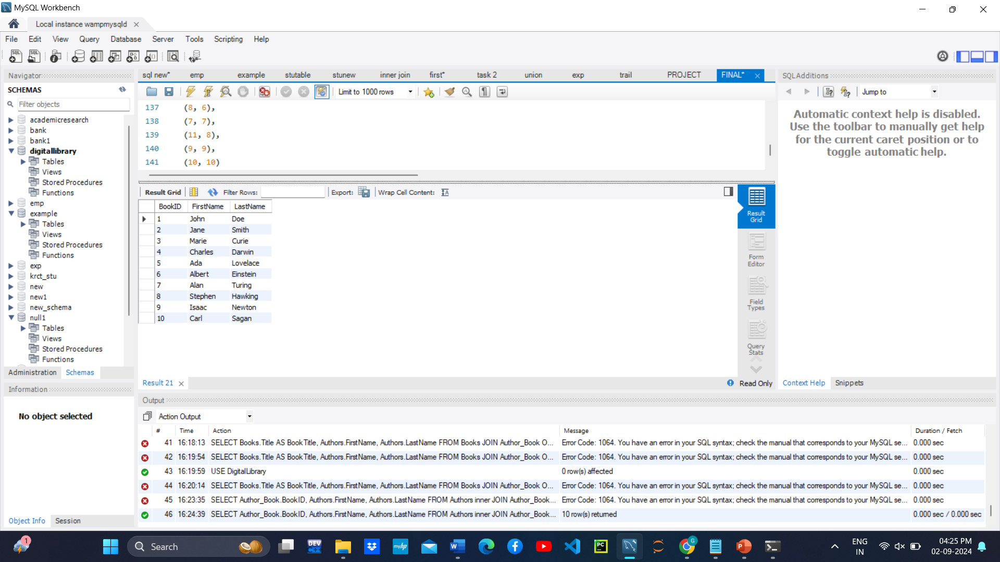 MySQL Workbench
Local instance wampmysqld
File Edit View Query Database Server Tools Scripting Help
Navigator
SCHEMAS
Filter objects
academicresearch
bank
bank1
digitallibrary
Tables
Views
Stored Procedures
Functions
emp
example
Tables
Views
Stored Procedures
Functions
exp
krct_stu
new
new1
new_schema
null1
Tables
Views
Stored Procedures
Functions
Administration Schemas
Information
No object selected
Object Info Session
sql new* emp example stutable stunew inner join first* task 2 union exp trail PROJECT FINAL*
Limit to 1000 rows
137 (8, 6),
138 (7, 7),
139 (11, 8),
140 (9, 9),
141 (10, 10)
Result Grid Filter Rows: Export: Wrap Cell Content:
BookID FirstName LastName
1 John Doe
2 Jane Smith
3 Marie Curie
4 Charles Darwin
5 Ada Lovelace
6 Albert Einstein
7 Alan Turing
8 Stephen Hawking
9 Isaac Newton
10 Carl Sagan
Result Grid
Form Editor
Field Types
Query Stats
Result 21
Read Only
SQLAdditions
Jump to
Automatic context help is disabled.
Use the toolbar to manually get help
for the current caret position or to
toggle automatic help.
Context Help Snippets
Output
Action Output
# Time Action Message Duration / Fetch
41 16:18:13 SELECT Books.Title AS BookTitle, Authors.FirstName, Authors.LastName FROM Books JOIN Author_Book O... Error Code: 1064. You have an error in your SQL syntax; check the manual that corresponds to your MySQL se... 0.000 sec
42 16:19:54 SELECT Books.Title AS BookTitle, Authors.FirstName, Authors.LastName FROM Books JOIN Author_Book O... Error Code: 1064. You have an error in your SQL syntax; check the manual that corresponds to your MySQL se... 0.000 sec
43 16:19:59 USE DigitalLibrary 0 row(s) affected 0.000 sec
44 16:20:14 SELECT Books.Title AS BookTitle, Authors.FirstName, Authors.LastName FROM Books JOIN Author_Book O... Error Code: 1064. You have an error in your SQL syntax; check the manual that corresponds to your MySQL se... 0.000 sec
45 16:23:35 SELECT Author_Book.BookID, Authors.FirstName, Authors.LastName FROM Authors inner JOIN Author_Book... Error Code: 1064. You have an error in your SQL syntax; check the manual that corresponds to your MySQL se... 0.000 sec
46 16:24:39 SELECT Author_Book.BookID, Authors.FirstName, Authors.LastName FROM Authors inner JOIN Author_Book... 10 row(s) returned 0.000 sec / 0.000 sec
1
Search
DEV C++
myhp
W
PC
G
P
ENG
IN
04:25 PM
02-09-2024